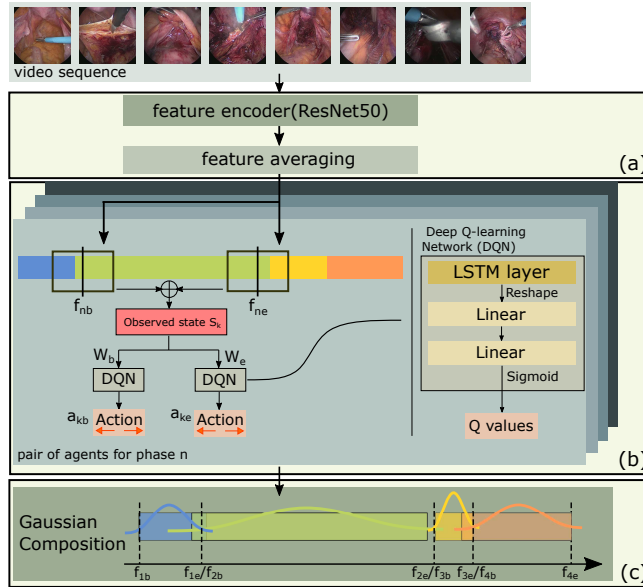 video sequence
feature encoder(ResNet50)
feature averaging
(a)
Deep Q-learning
Network (DQN)
LSTM layer
Reshape
Linear
Linear
Sigmoid
Q values
f_nb
f_ne
Observed state S_k
W_b
W_e
DQN
DQN
a_kb
Action
a_ke
Action
pair of agents for phase n
(b)
Gaussian
Composition
f_1b
f_1e/f_2b
f_2e/f_3b
f_3e/f_4b
f_4e
(c)